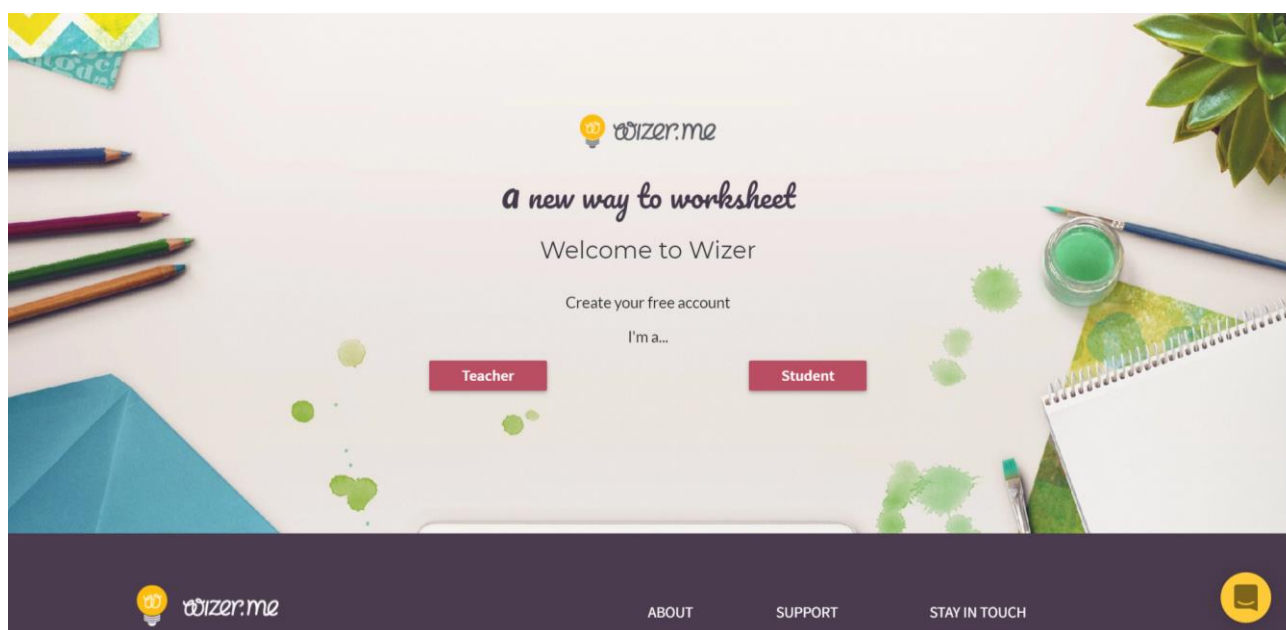 wizer.me
a new way to worksheet
Welcome to Wizer
Create your free account
I'm a...
Teacher Student
wizer.me ABOUT SUPPORT STAY IN TOUCH